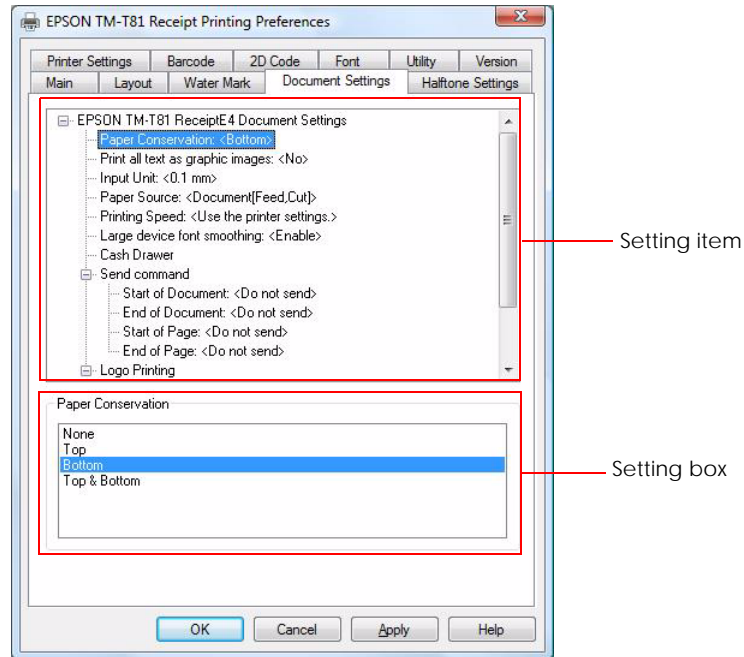 EPSON TM-T81 Receipt Printing Preferences
Printer Settings Barcode 2D Code Font Utility Version
Main Layout Water Mark Document Settings Halftone Settings
EPSON TM-T81 ReceiptE4 Document Settings
Paper Conservation: <Bottom>
Print all text as graphic images: <No>
Input Unit: <0.1 mm>
Paper Source: <Document[Feed,Cut]>
Printing Speed: <Use the printer settings.>
Large device font smoothing: <Enable>
Cash Drawer
Send command
Start of Document: <Do not send>
End of Document: <Do not send>
Start of Page: <Do not send>
End of Page: <Do not send>
Logo Printing
Setting item
Paper Conservation
None
Top
Bottom
Top & Bottom
Setting box
OK Cancel Apply Help